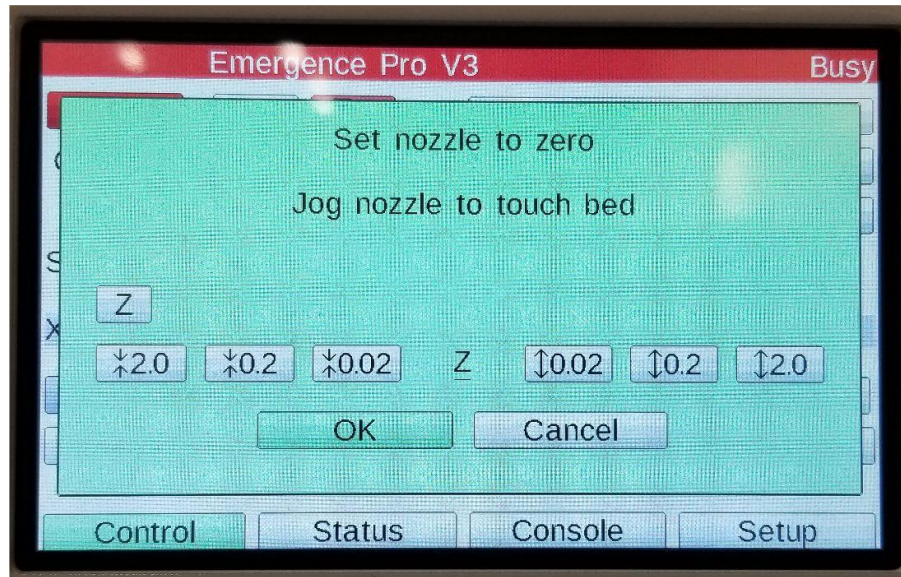 Emergence Pro V3 Busy
Set nozzle to zero
Jog nozzle to touch bed
S
Z
X
2.0 0.2 0.02 Z 0.02 0.2 2.0
OK Cancel
Control Status Console Setup